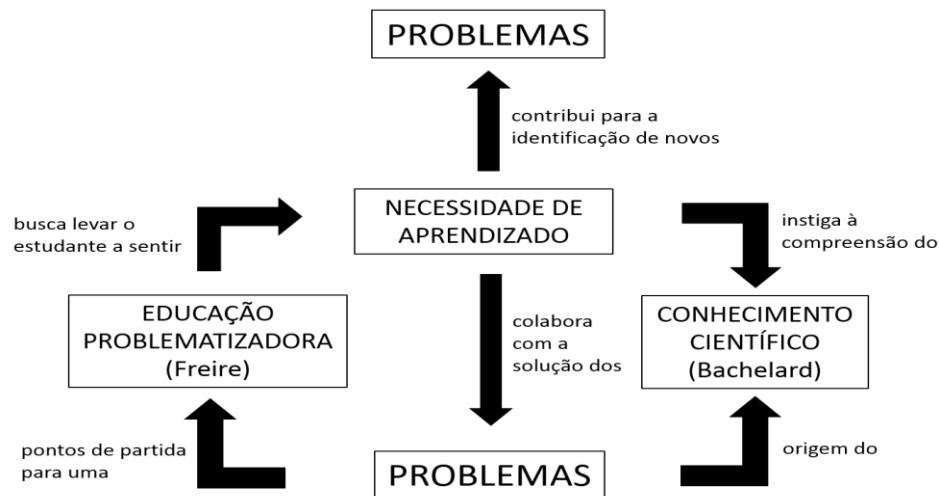 PROBLEMAS
contribui para a
identificação de novos
busca levar o
estudante a sentir
NECESSIDADE DE
APRENDIZADO
instiga à
compreensão do
EDUCAÇÃO
PROBLEMATIZADORA
(Freire)
colabora
com a
solução dos
CONHECIMENTO
CIENTÍFICO
(Bachelard)
pontos de partida
para uma
PROBLEMAS
origem do